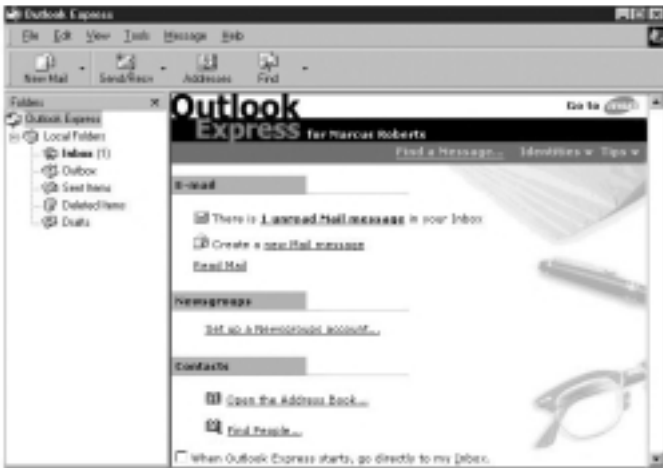 Outlook Express
File Edit View Tools Message Help
New Mail Send/Recv Addresses Find
Folders
Outlook Express
Local Folders
Inbox (1)
Outbox
Sent Items
Deleted Items
Drafts
Outlook
Express for Marcus Roberts
Go to msn
Find a Message... Identities Tips
E-mail
There is 1 unread Mail message in your Inbox
Create a new Mail message
Read Mail
Newsgroups
Set up a Newsgroups account...
Contacts
Open the Address Book...
Find People...
When Outlook Express starts, go directly to my Inbox.